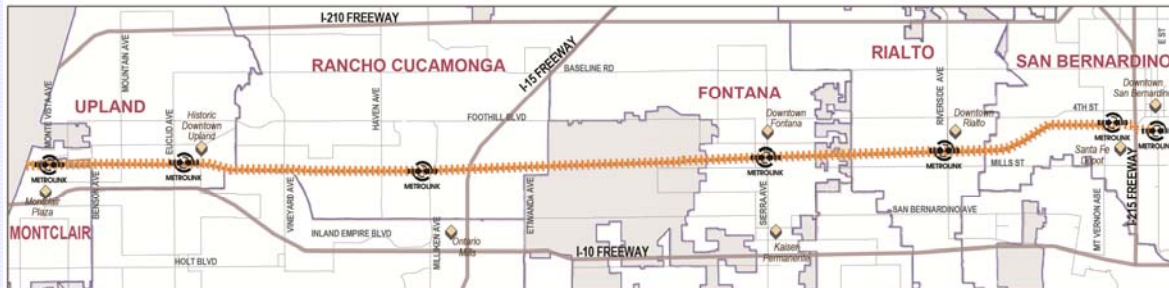 I-210 FREEWAY
RIALTO
SAN BERNARDINO
E ST
MOUNTAIN AVE
RANCHO CUCAMONGA
I-15 FREEWAY
BASELINE RD
MONTE VISTA AVE
UPLAND
FONTANA
Downtown
San Bernardino
EUCLID AVE
Historic
Downtown
Upland
HAVEN AVE
FOOTHILL BLVD
Downtown
Fontana
RIVERSIDE AVE
Downtown
Rialto
4TH ST
METROLINK
METROLINK
METROLINK
METROLINK
METROLINK
METROLINK
METROLINK
MILLS ST
Santa Fe
Depot
I-215 FREEWAY
Montclair
Plaza
BENSON AVE
VINEYARD AVE
ETIWANDA AVE
SIERRA AVE
SAN BERNARDINO AVE
MONTCLAIR
INLAND EMPIRE BLVD
MILLIKEN AVE
Ontario
Mills
Kaiser
Permanente
MT VERNON ABE
HOLT BLVD
I-10 FREEWAY